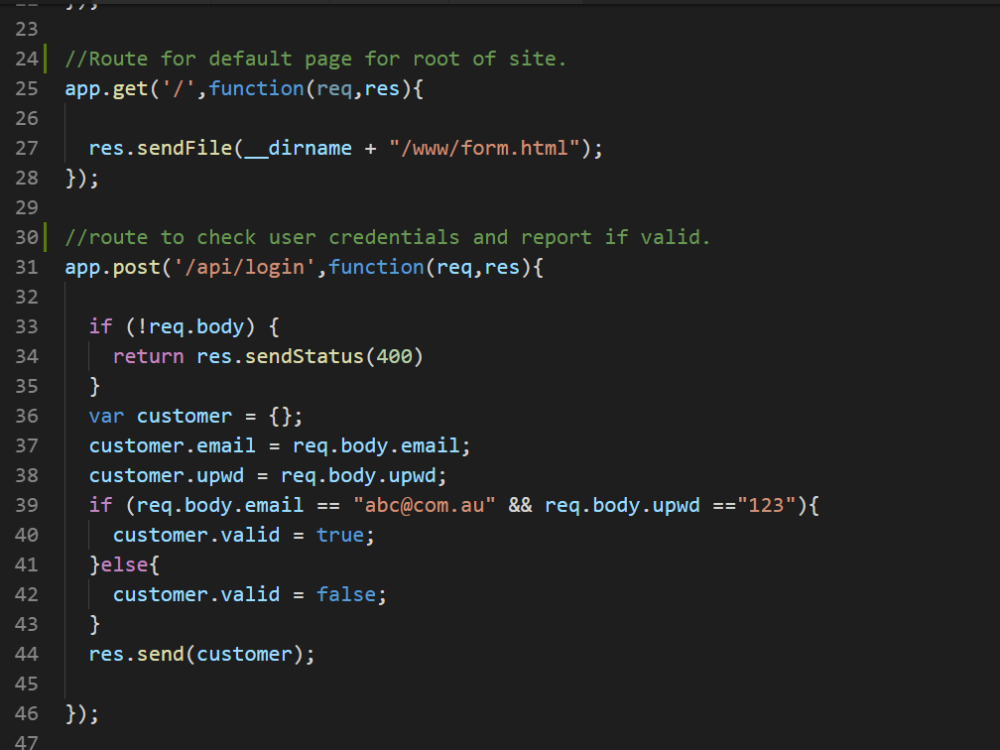 23
24 //Route for default page for root of site.
25 app.get('/',function(req,res){
26
27 res.sendFile(__dirname + "/www/form.html");
28 });
29
30 //route to check user credentials and report if valid.
31 app.post('/api/login',function(req,res){
32
33 if (!req.body) {
34 return res.sendStatus(400)
35 }
36 var customer = {};
37 customer.email = req.body.email;
38 customer.upwd = req.body.upwd;
39 if (req.body.email == "abc@com.au" && req.body.upwd =="123"){
40 customer.valid = true;
41 }else{
42 customer.valid = false;
43 }
44 res.send(customer);
45
46 });
47